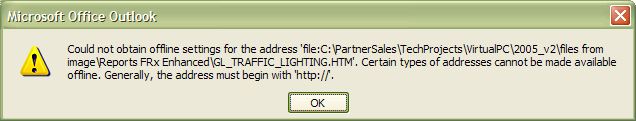 Microsoft Office Outlook
Could not obtain offline settings for the address 'file:C:\PartnerSales\TechProjects\VirtualPC\2005_v2\files from
image\Reports FRx Enhanced\GL_TRAFFIC_LIGHTING.HTM'. Certain types of addresses cannot be made available
offline. Generally, the address must begin with 'http://'.
OK